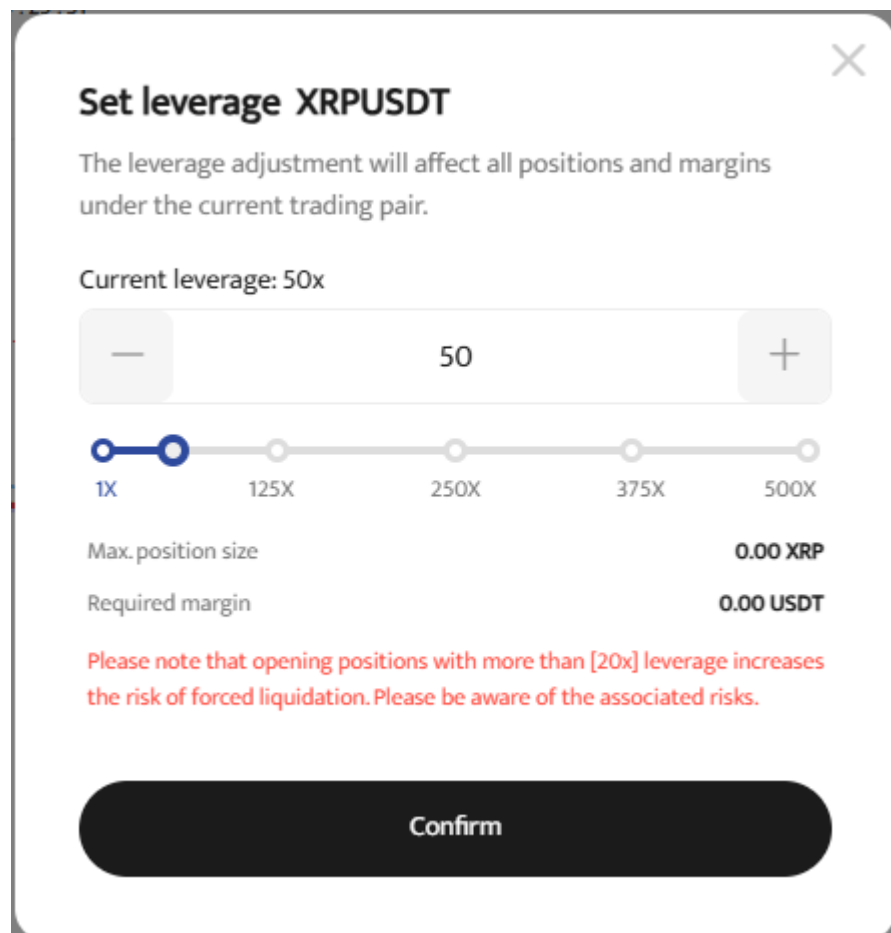 Set leverage XRPUSDT
The leverage adjustment will affect all positions and margins
under the current trading pair.
Current leverage: 50x
50
1X 125X 250X 375X 500X
Max. position size 0.00 XRP
Required margin 0.00 USDT
Please note that opening positions with more than [20x] leverage increases
the risk of forced liquidation. Please be aware of the associated risks.
Confirm